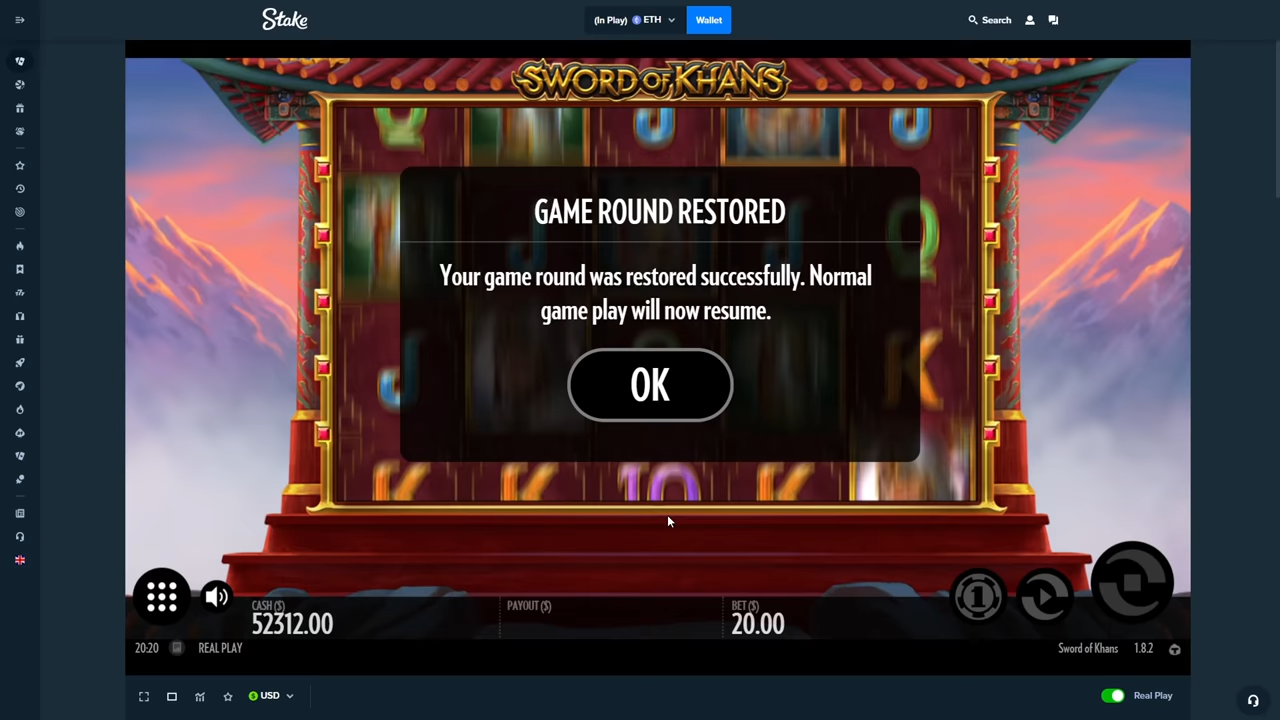 Stake
(In Play) ETH
Wallet
Search
SWORD OF KHANS
Q J J
J Q
J K
K K 10 K
GAME ROUND RESTORED
Your game round was restored successfully. Normal
game play will now resume.
OK
1
CASH ($)
52312.00
PAYOUT ($)
BET ($)
20.00
20:20
REAL PLAY
Sword of Khans
1.8.2
$ USD
Real Play